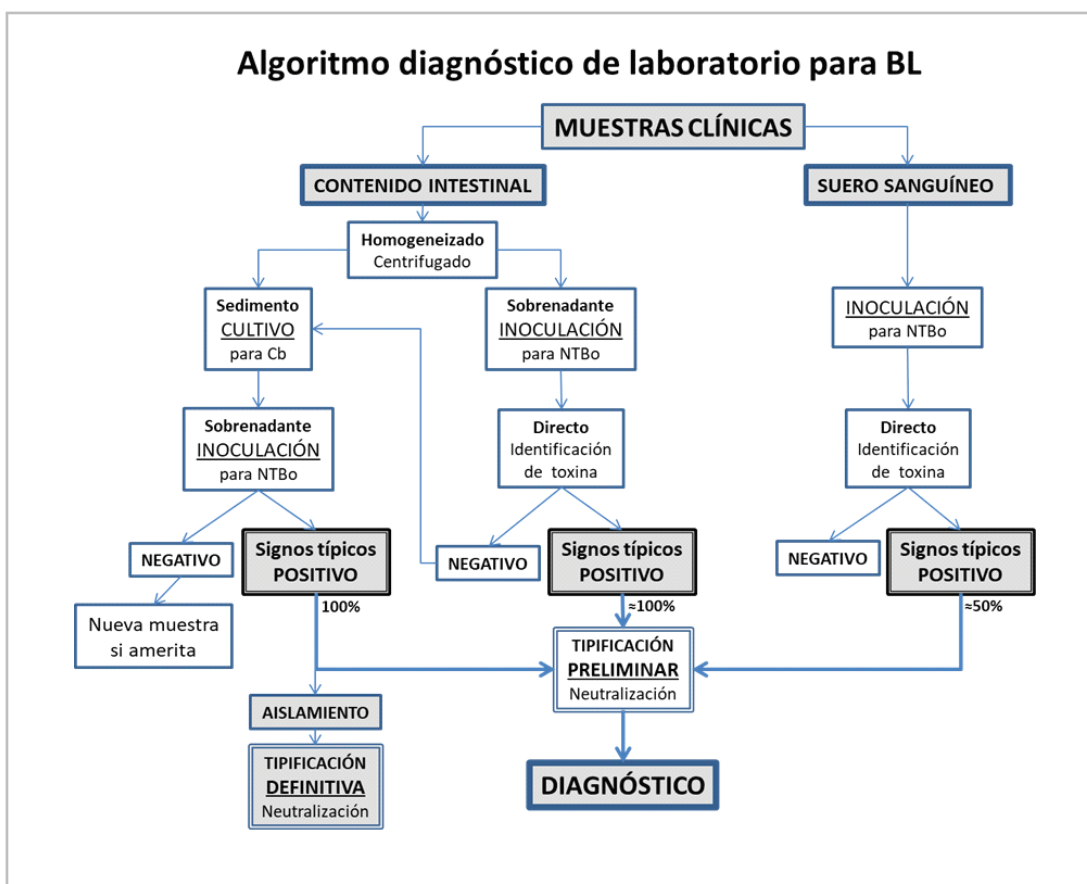 Algoritmo diagnóstico de laboratorio para BL
MUESTRAS CLÍNICAS
CONTENIDO INTESTINAL
SUERO SANGUÍNEO
Homogeneizado
Centrifugado
Sedimento
CULTIVO
para Cb
Sobrenadante
INOCULACIÓN
para NTBo
INOCULACIÓN
para NTBo
Sobrenadante
INOCULACIÓN
para NTBo
Directo
Identificación
de toxina
Directo
Identificación
de toxina
NEGATIVO
Signos típicos
POSITIVO
100%
NEGATIVO
Signos típicos
POSITIVO
≈100%
NEGATIVO
Signos típicos
POSITIVO
≈50%
Nueva muestra
si amerita
TIPIFICACIÓN
PRELIMINAR
Neutralización
AISLAMIENTO
TIPIFICACIÓN
DEFINITIVA
Neutralización
DIAGNÓSTICO